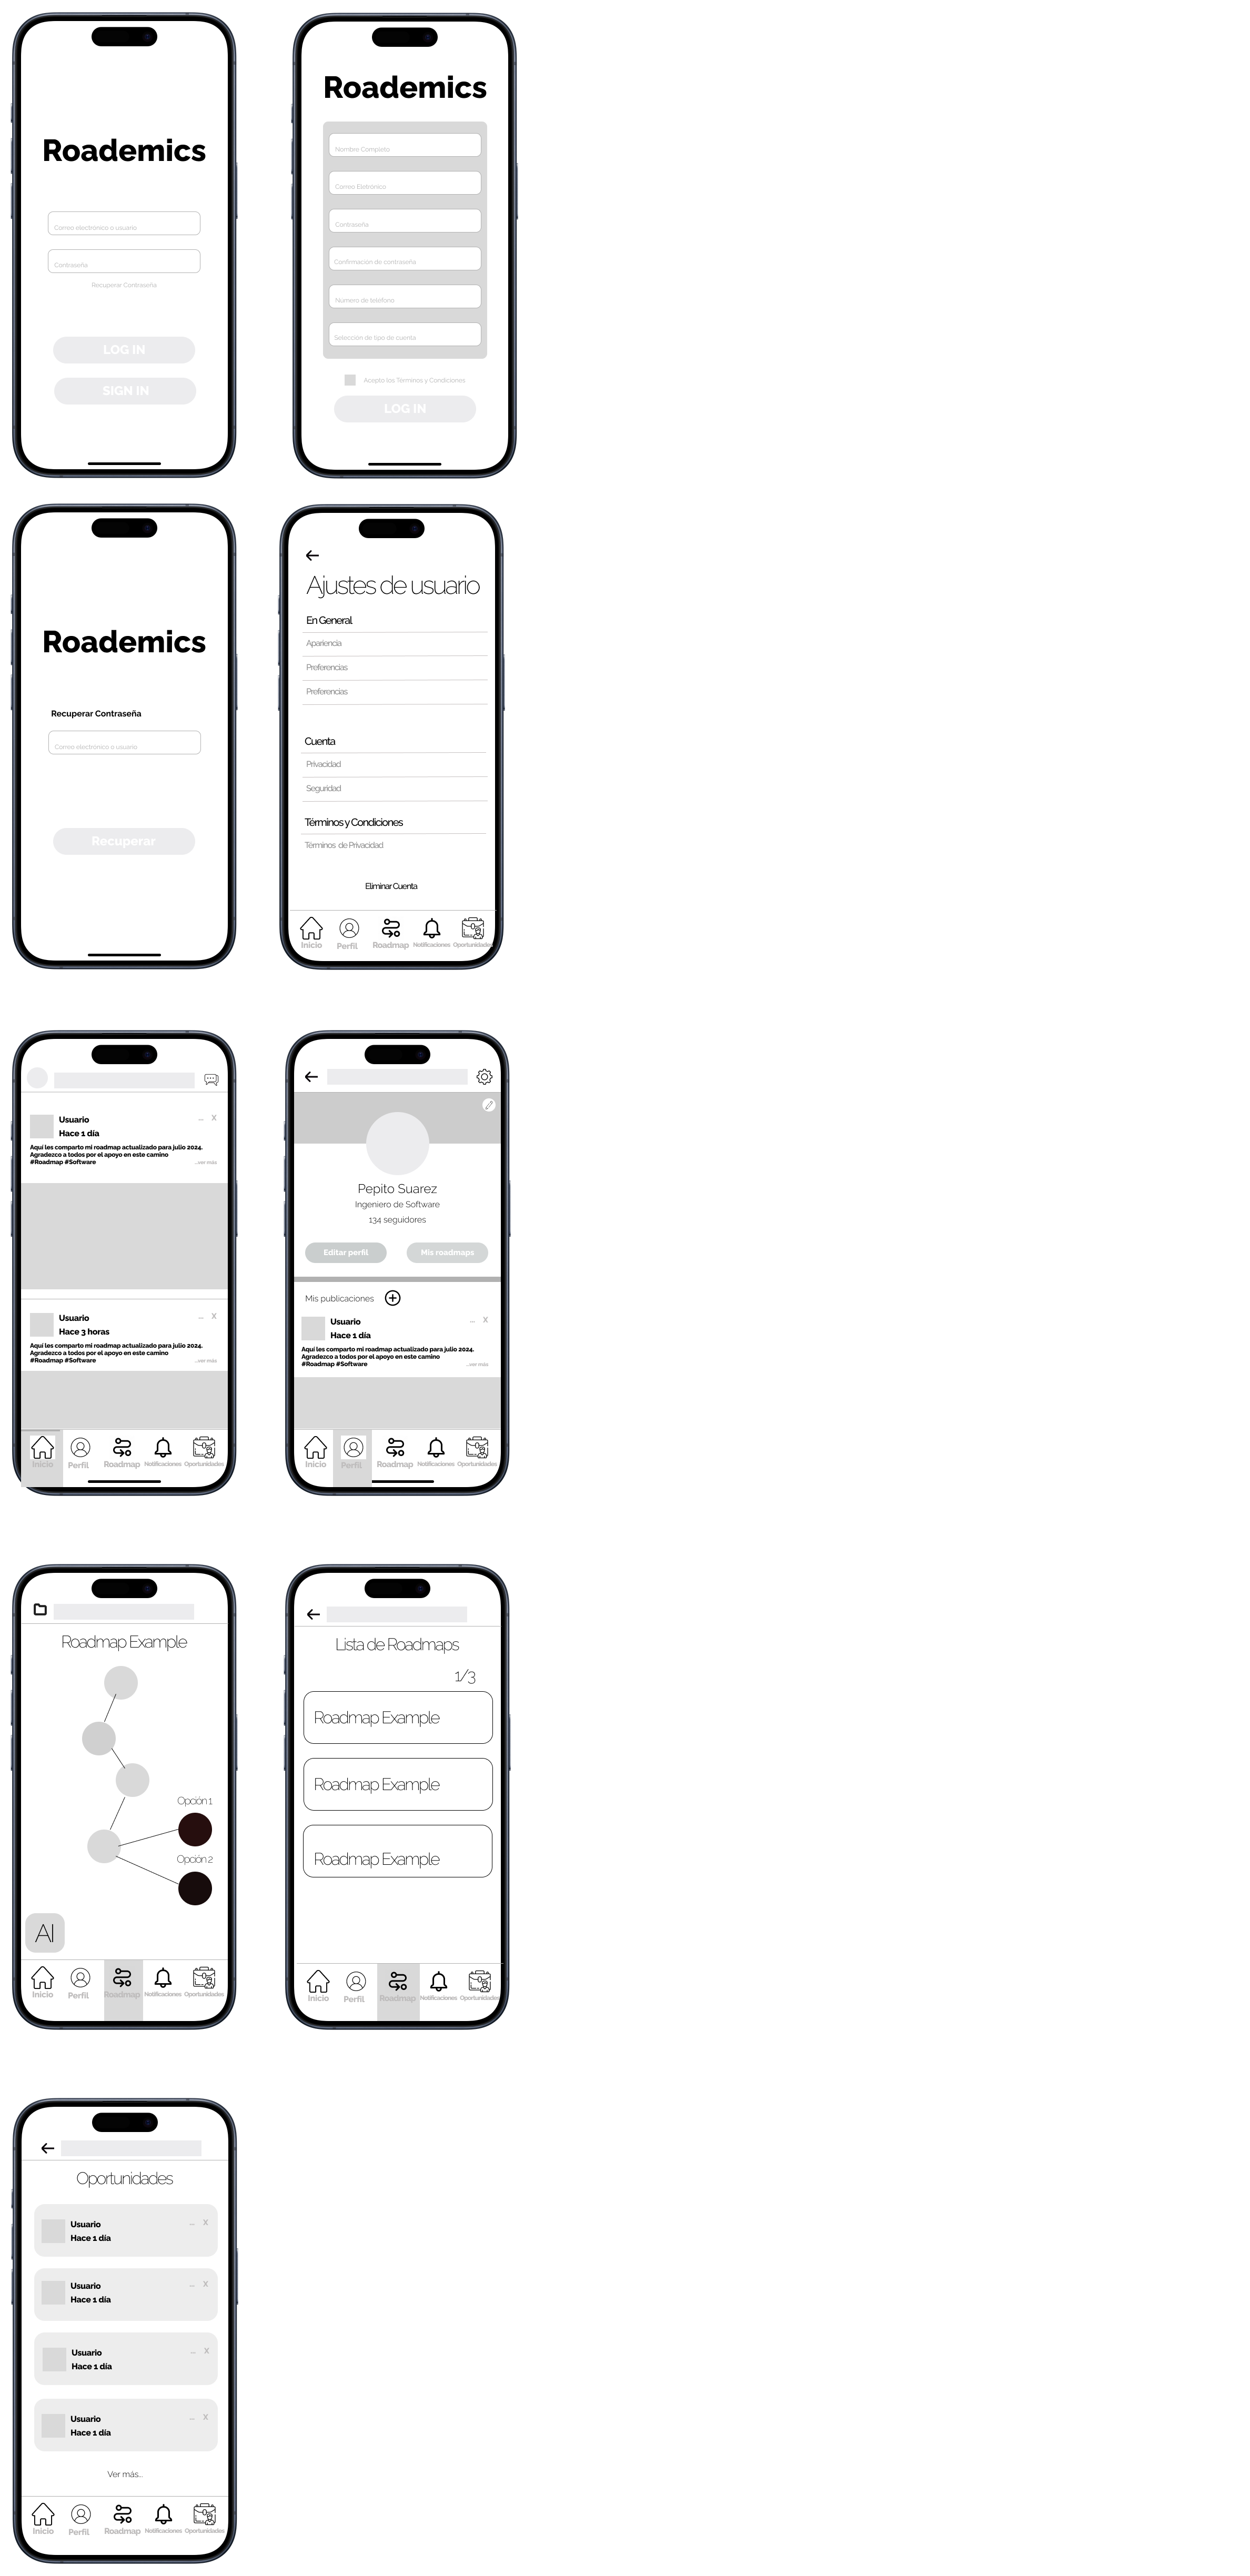 Roademics
Correo electrónico o usuario
Contraseña
Recuperar Contraseña
LOG IN
SIGN IN
Roademics
Nombre Completo
Correo Eletrónico
Contraseña
Confirmación de contraseña
Número de teléfono
Selección de tipo de cuenta
Acepto los Términos y Condiciones
LOG IN
Roademics
Recuperar Contraseña
Correo electrónico o usuario
Recuperar
Ajustes de usuario
En General
Apariencia
Preferencias
Preferencias
Cuenta
Privacidad
Seguridad
Términos y Condiciones
Términos de Privacidad
Eliminar Cuenta
Inicio Perfil Roadmap Notificaciones Oportunidades
Usuario ... X
Hace 1 día
Aquí les comparto mi roadmap actualizado para julio 2024.
Agradezco a todos por el apoyo en este camino
#Roadmap #Software ...ver más
Usuario ... X
Hace 3 horas
Aquí les comparto mi roadmap actualizado para julio 2024.
Agradezco a todos por el apoyo en este camino
#Roadmap #Software ...ver más
Inicio Perfil Roadmap Notificaciones Oportunidades
Pepito Suarez
Ingeniero de Software
134 seguidores
Editar perfil Mis roadmaps
Mis publicaciones
Usuario ... X
Hace 1 día
Aquí les comparto mi roadmap actualizado para julio 2024.
Agradezco a todos por el apoyo en este camino
#Roadmap #Software ...ver más
Inicio Perfil Roadmap Notificaciones Oportunidades
Roadmap Example
Opción 1
Opción 2
AI
Inicio Perfil Roadmap Notificaciones Oportunidades
Lista de Roadmaps
1/3
Roadmap Example
Roadmap Example
Roadmap Example
Inicio Perfil Roadmap Notificaciones Oportunidades
Oportunidades
Usuario ... X
Hace 1 día
Usuario ... X
Hace 1 día
Usuario ... X
Hace 1 día
Usuario ... X
Hace 1 día
Ver más...
Inicio Perfil Roadmap Notificaciones Oportunidades